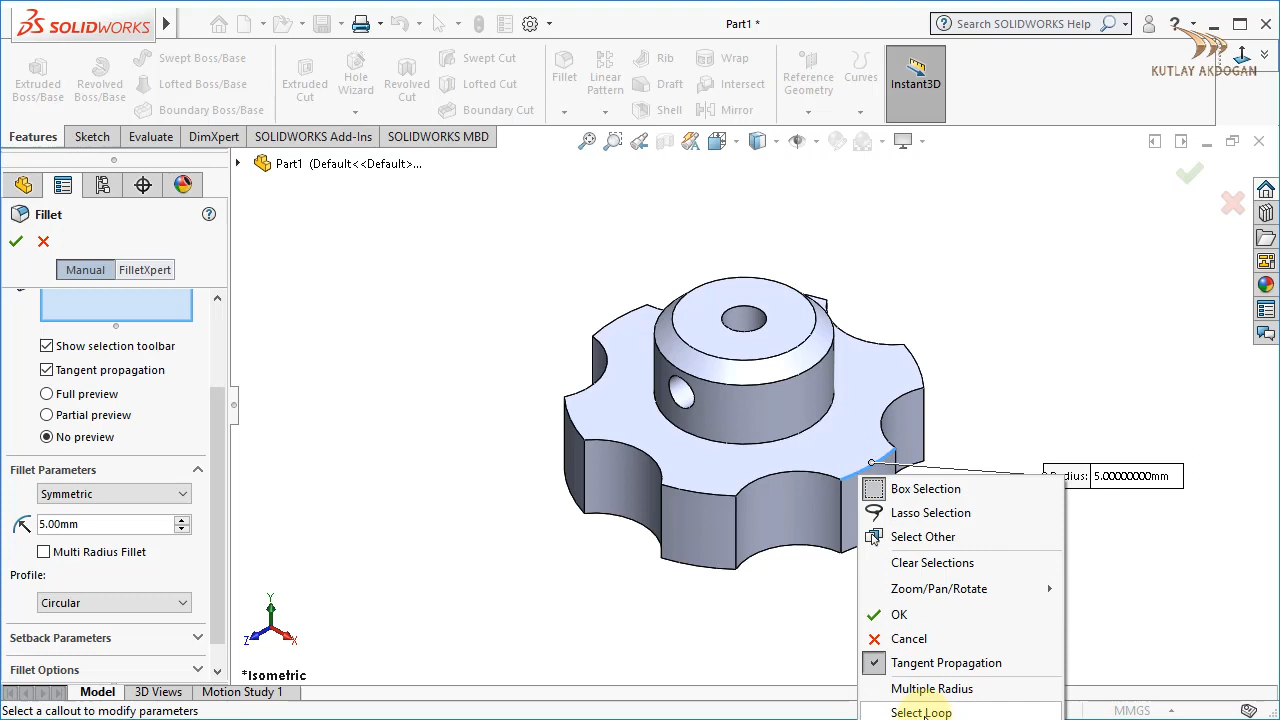 SOLIDWORKS
Part1 *
Search SOLIDWORKS Help
KUTLAY AKDOGAN
Extruded Boss/Base
Revolved Boss/Base
Swept Boss/Base
Lofted Boss/Base
Boundary Boss/Base
Extruded Cut
Hole Wizard
Revolved Cut
Swept Cut
Lofted Cut
Boundary Cut
Fillet
Linear Pattern
Rib
Draft
Shell
Wrap
Intersect
Mirror
Reference Geometry
Curves
Instant3D
Features
Sketch
Evaluate
DimXpert
SOLIDWORKS Add-Ins
SOLIDWORKS MBD
Part1 (Default<<Default>...
Fillet
Manual
FilletXpert
Show selection toolbar
Tangent propagation
Full preview
Partial preview
No preview
Fillet Parameters
Symmetric
5.00mm
Multi Radius Fillet
Profile:
Circular
Setback Parameters
Fillet Options
Radius: 5.00000000mm
Box Selection
Lasso Selection
Select Other
Clear Selections
Zoom/Pan/Rotate
OK
Cancel
Tangent Propagation
Multiple Radius
Select Loop
Y
Z
X
*Isometric
Model
3D Views
Motion Study 1
Select a callout to modify parameters
MMGS